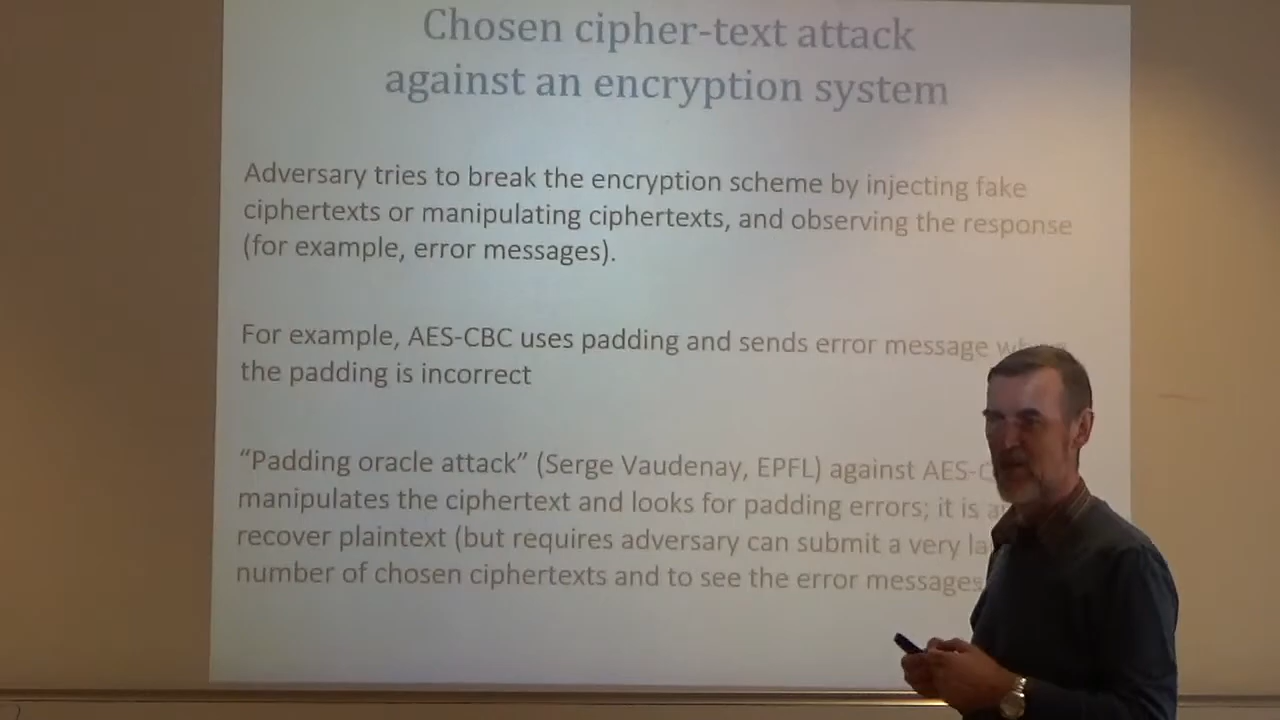 Chosen cipher-text attack
against an encryption system
Adversary tries to break the encryption scheme by injecting fake
ciphertexts or manipulating ciphertexts, and observing the response
(for example, error messages).
For example, AES-CBC uses padding and sends error message
the padding is incorrect
“Padding oracle attack” (Serge Vaudenay, EPFL) against
manipulates the ciphertext and looks for padding errors; it is
recover plaintext (but requires adversary can submit a very
number of chosen ciphertexts and to see the error messages